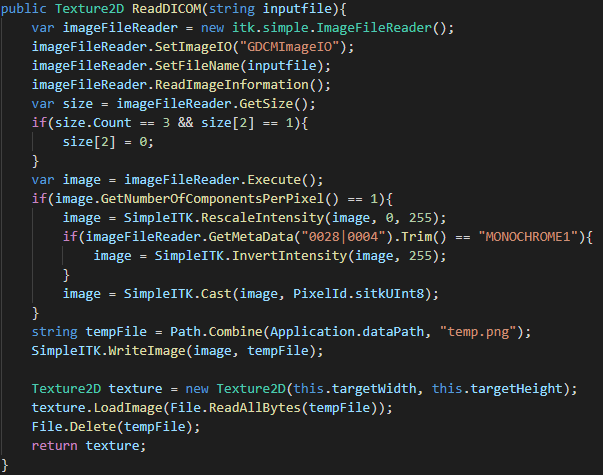 public Texture2D ReadDICOM(string inputfile){
    var imageFileReader = new itk.simple.ImageFileReader();
    imageFileReader.SetImageIO("GDCMImageIO");
    imageFileReader.SetFileName(inputfile);
    imageFileReader.ReadImageInformation();
    var size = imageFileReader.GetSize();
    if(size.Count == 3 && size[2] == 1){
        size[2] = 0;
    }
    var image = imageFileReader.Execute();
    if(image.GetNumberOfComponentsPerPixel() == 1){
        image = SimpleITK.RescaleIntensity(image, 0, 255);
        if(imageFileReader.GetMetaData("0028|0004").Trim() == "MONOCHROME1"){
            image = SimpleITK.InvertIntensity(image, 255);
        }
        image = SimpleITK.Cast(image, PixelId.sitkUInt8);
    }
    string tempFile = Path.Combine(Application.dataPath, "temp.png");
    SimpleITK.WriteImage(image, tempFile);

    Texture2D texture = new Texture2D(this.targetWidth, this.targetHeight);
    texture.LoadImage(File.ReadAllBytes(tempFile));
    File.Delete(tempFile);
    return texture;
}